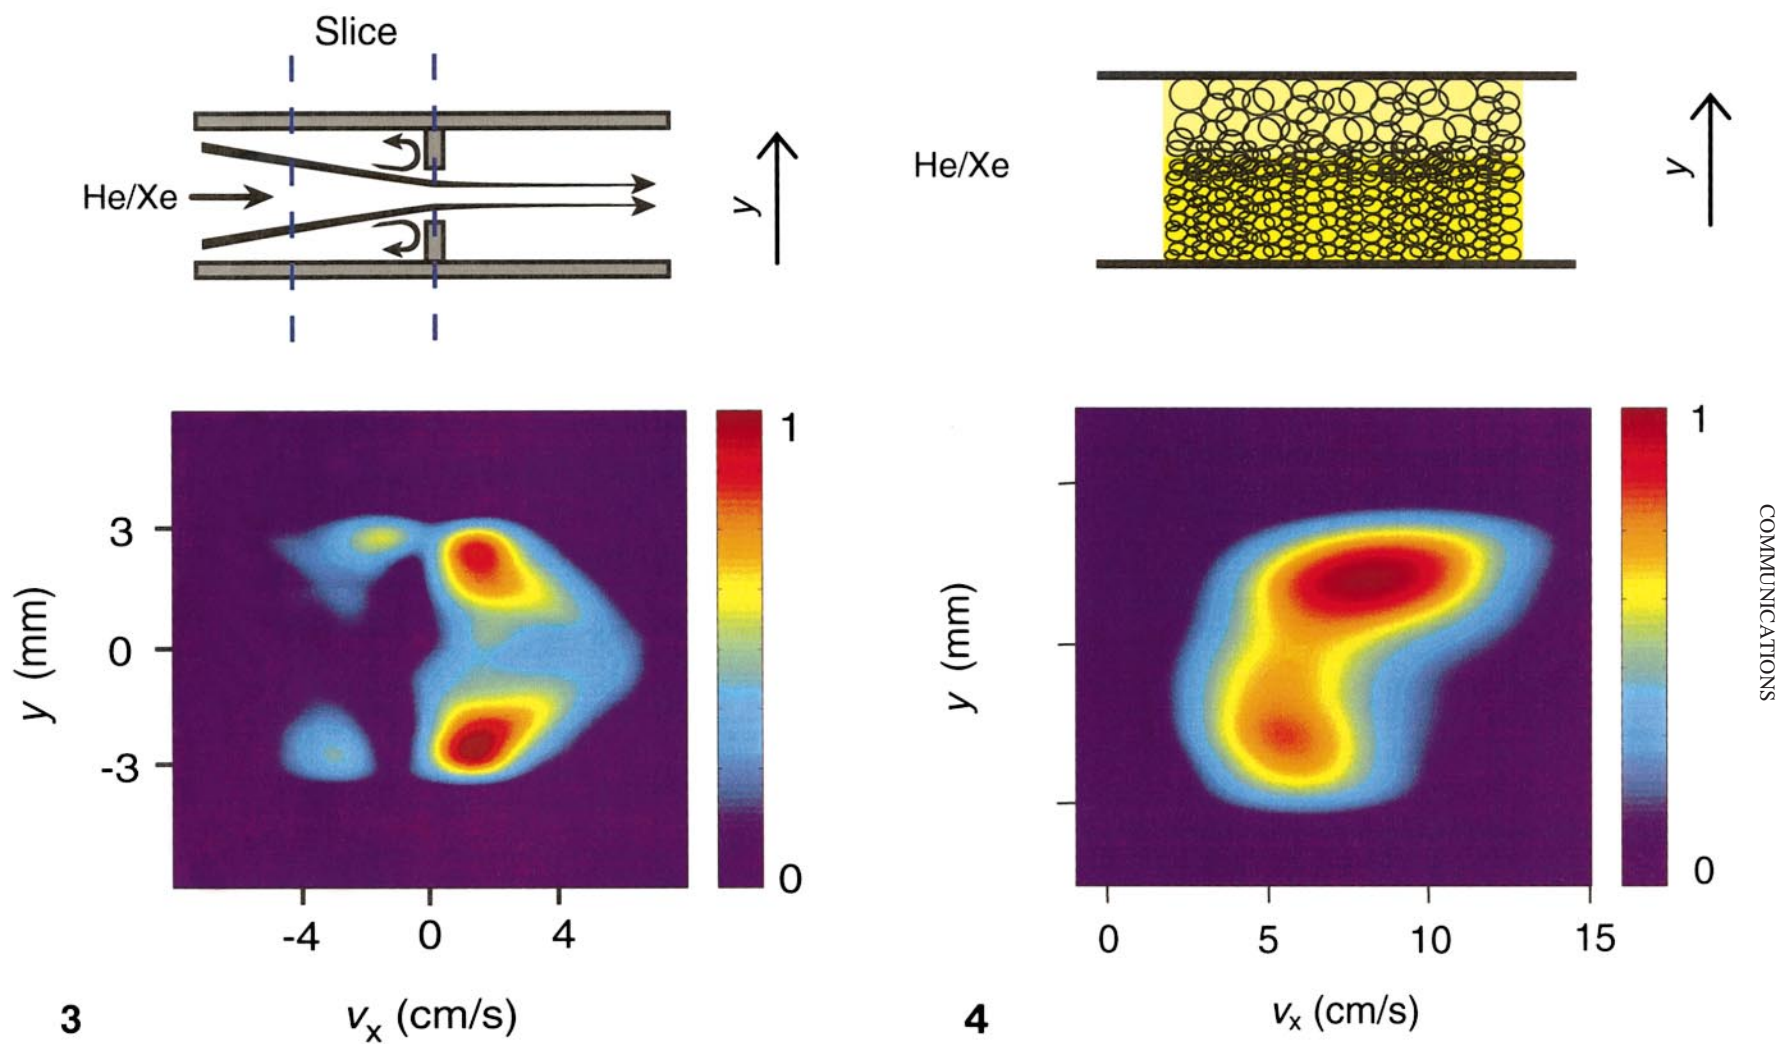 Slice
He/Xe
y
He/Xe
y
1
3
0
-3
y (mm)
0
-4 0 4
vx (cm/s)
3
1
y (mm)
0
0 5 10 15
vx (cm/s)
4
COMMUNICATIONS